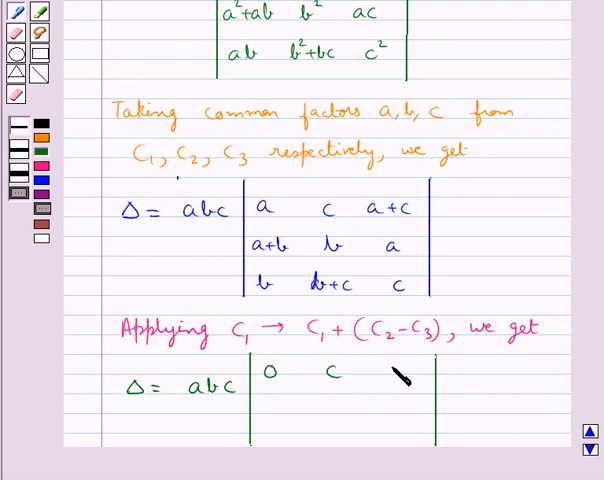 a²+ab b² ac
ab b²+bc c²
Taking common factors a, b, c from
C₁, C₂, C₃ respectively, we get
Δ = abc | a c a+c |
| a+b b a |
| b b+c c |
Applying C₁ → C₁ + (C₂ - C₃), we get
Δ = abc | 0 c